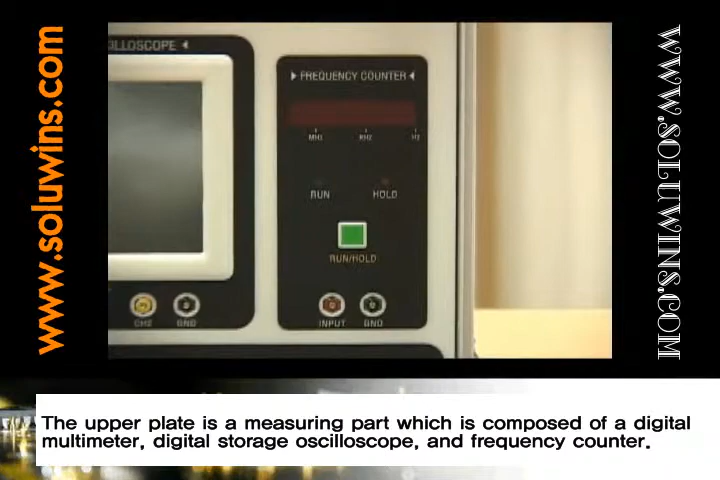 www.soluwins.com
ILLOSCOPE ◄
► FREQUENCY COUNTER ◄
MHz KHz Hz
RUN HOLD
RUN/HOLD
CH2 GND
INPUT GND
WWW.SOLUWINS.COM
The upper plate is a measuring part which is composed of a digital
multimeter, digital storage oscilloscope, and frequency counter.